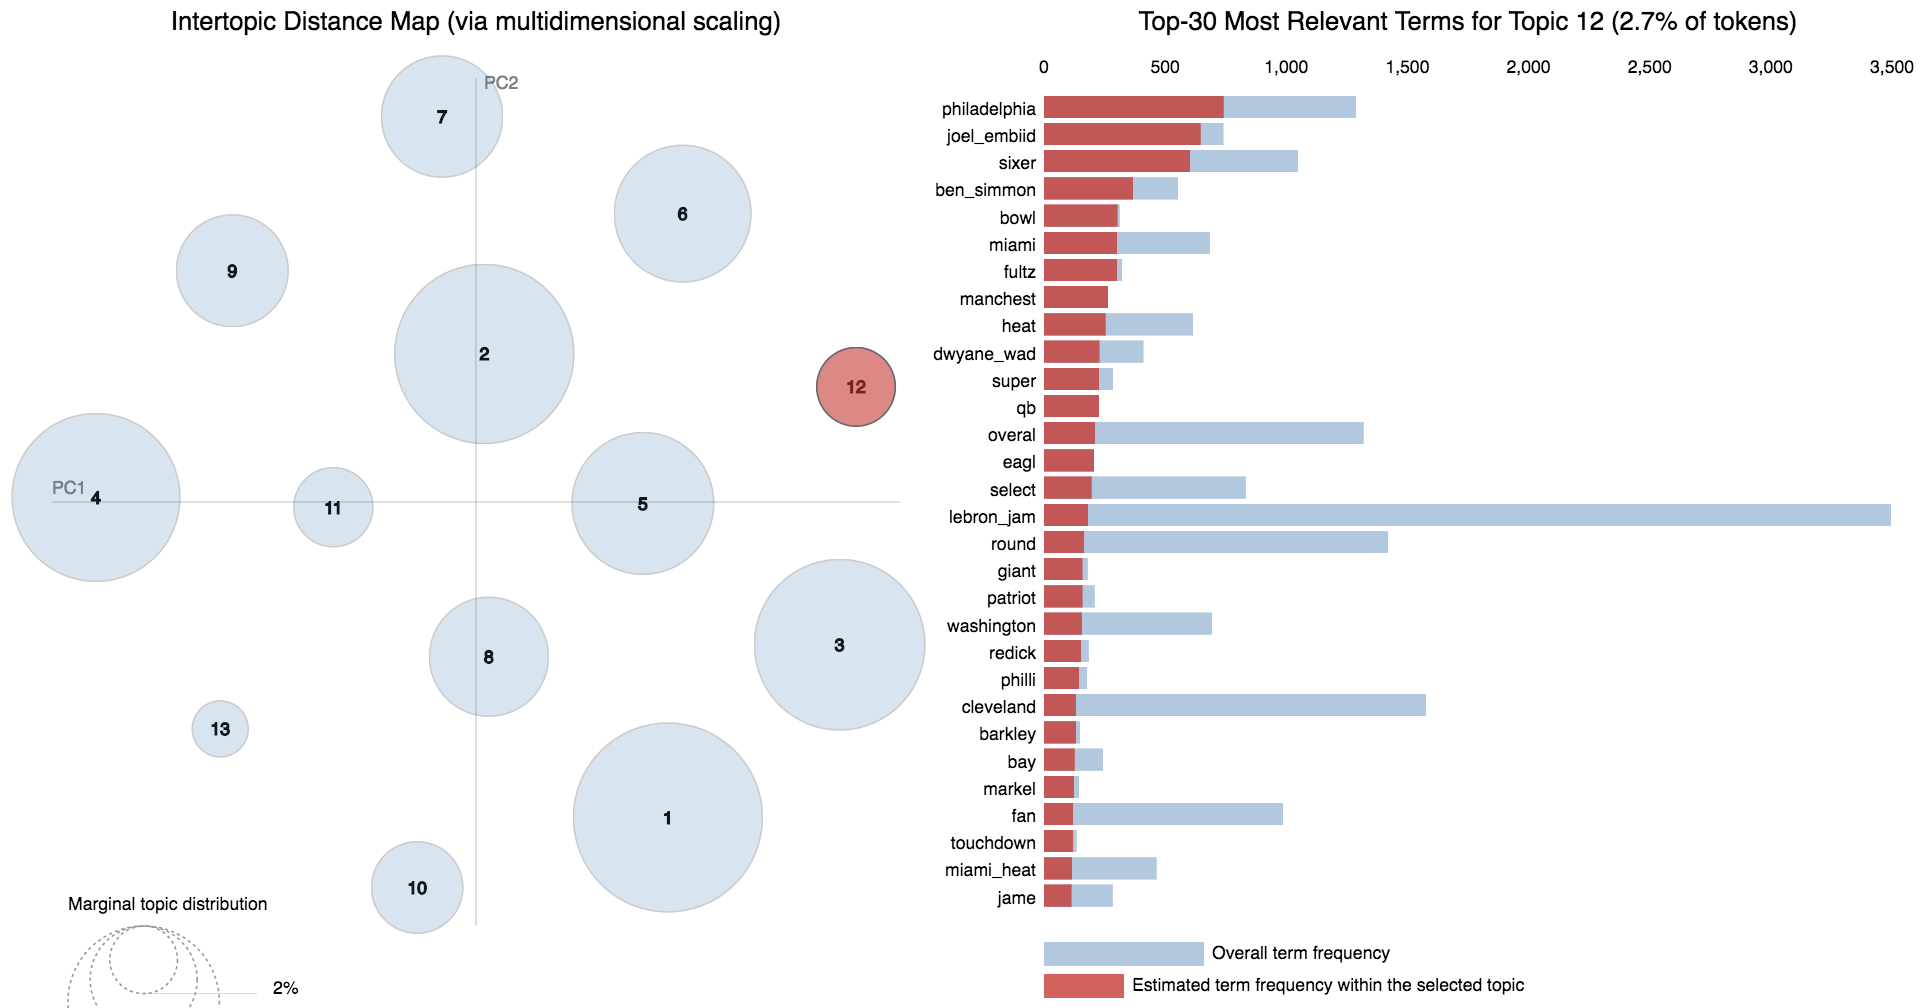 Intertopic Distance Map (via multidimensional scaling)
PC2
7
6
9
2
12
PC1
4
11
5
3
8
13
1
10
Marginal topic distribution
2%
Top-30 Most Relevant Terms for Topic 12 (2.7% of tokens)
0 500 1,000 1,500 2,000 2,500 3,000 3,500
philadelphia
joel_embiid
sixer
ben_simmon
bowl
miami
fultz
manchest
heat
dwyane_wad
super
qb
overal
eagl
select
lebron_jam
round
giant
patriot
washington
redick
philli
cleveland
barkley
bay
markel
fan
touchdown
miami_heat
jame
Overall term frequency
Estimated term frequency within the selected topic